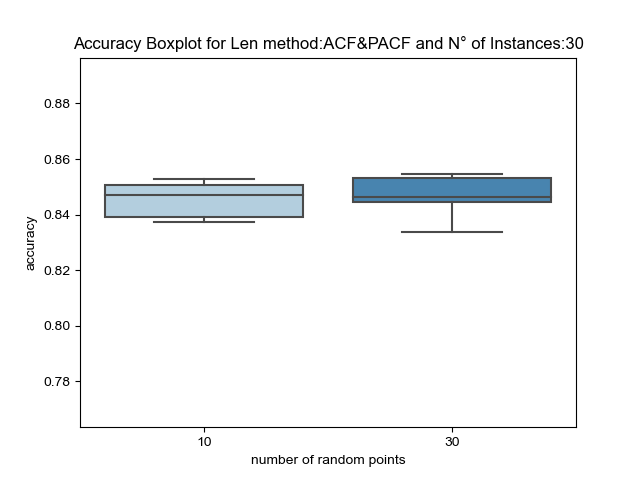 Accuracy Boxplot for Len method:ACF&PACF and N° of Instances:30
0.88
0.86
0.84
0.82
0.80
0.78
accuracy
10 30
number of random points